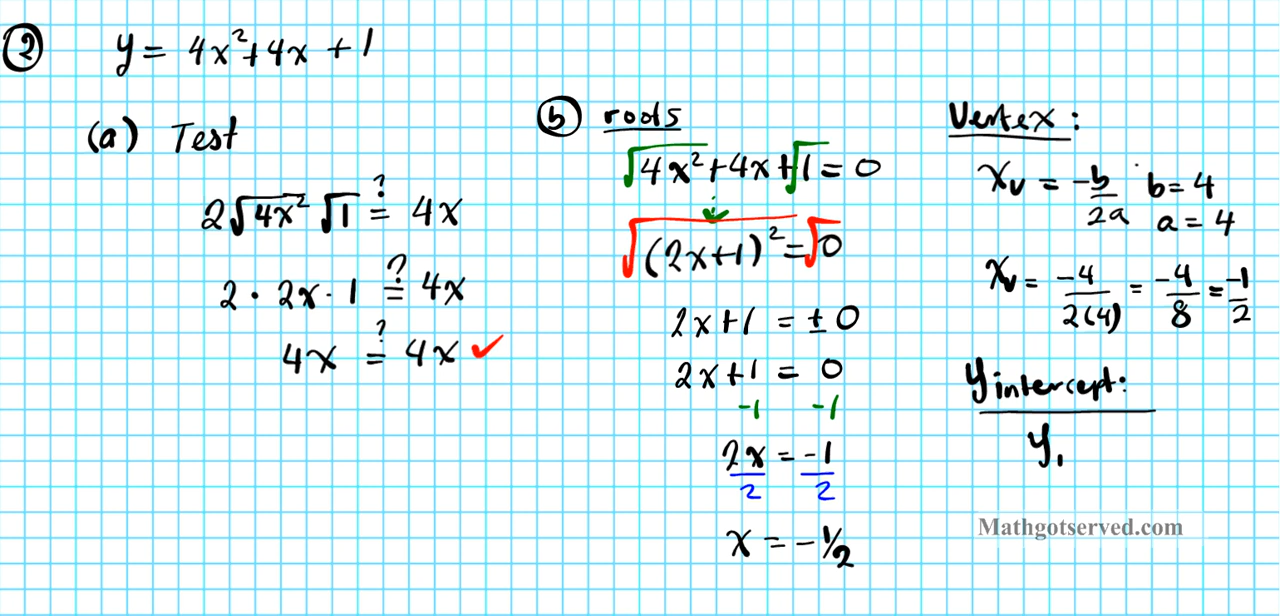 ② y = 4x² + 4x + 1
(a) Test
2√4x² √1 ≟ 4x
2 · 2x · 1 ≟ 4x
4x ≟ 4x ✓
ⓑ roots
√4x² + 4x + √1 = 0
√(2x+1)² = √0
2x+1 = ± 0
2x+1 = 0
-1 -1
2x = -1
2 2
x = -1/2
Vertex:
xᵥ = -b/2a b = 4
a = 4
xᵥ = -4/2(4) = -4/8 = -1/2
y intercept:
y,
Mathgotserved.com